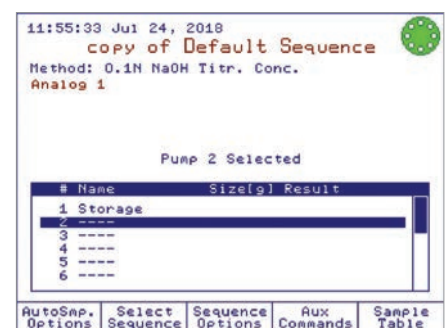 11:55:33 Jul 24, 2018
copy of Default Sequence
Method: 0.1N NaOH Titr. Conc.
Analog 1
Pump 2 Selected
# Name Size[g] Result
1 Storage
2 ----
3 ----
4 ----
5 ----
6 ----
AutoSmp. Options Select Sequence Sequence Options Aux Commands Sample Table